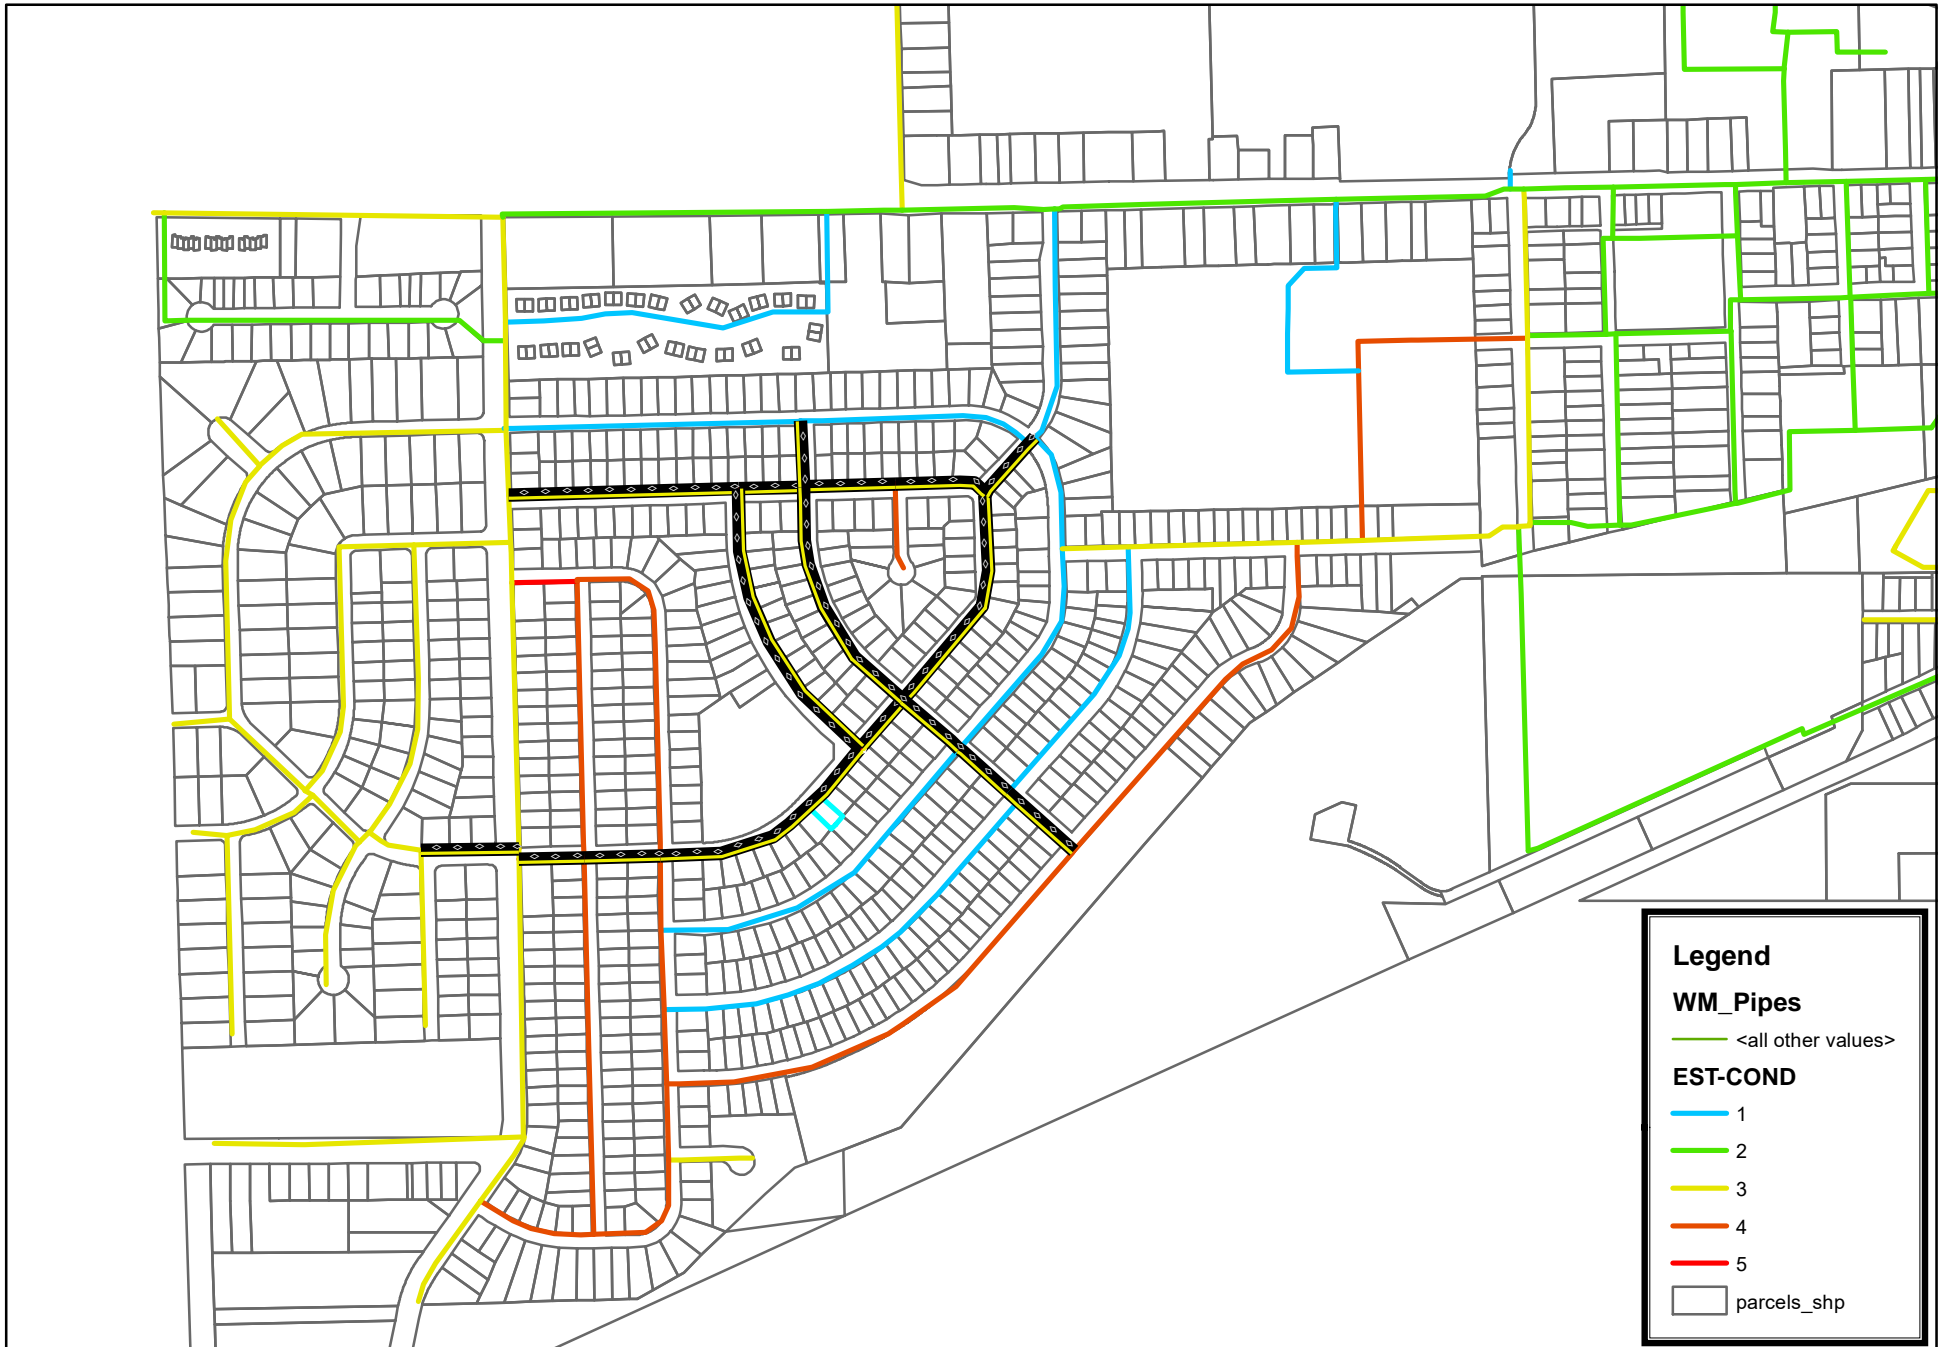 Legend
WM_Pipes
<all other values>
EST-COND
1
2
3
4
5
parcels_shp